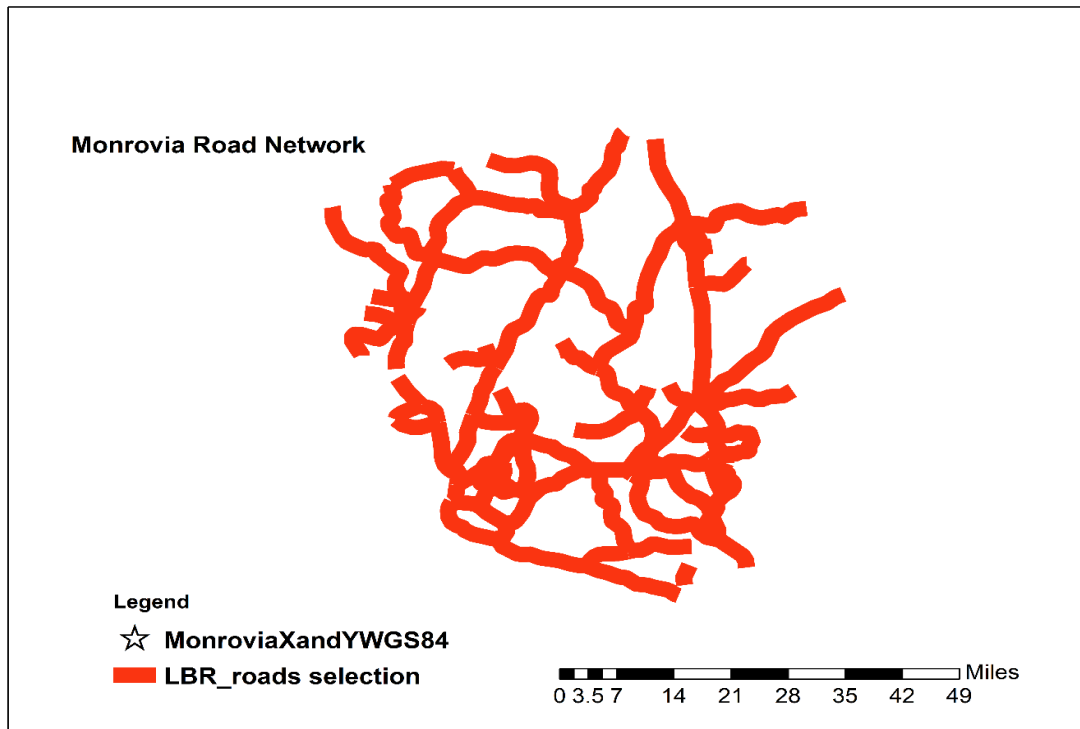 Monrovia Road Network
Legend
MonroviaXandYWGS84
LBR_roads selection
Miles
0 3.5 7 14 21 28 35 42 49